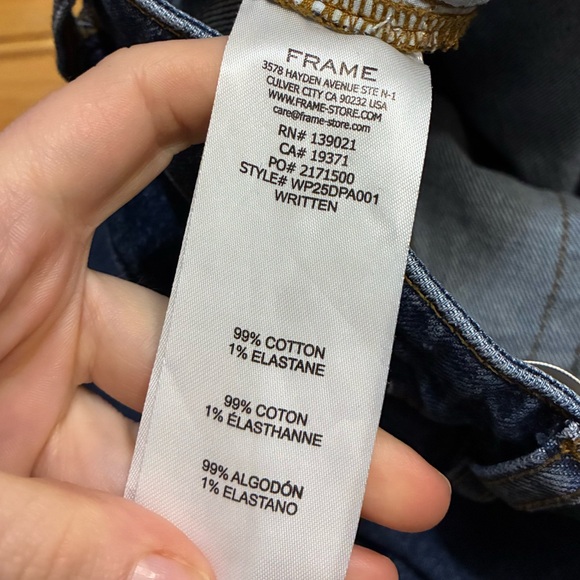 FRAME
3578 HAYDEN AVENUE STE N-1
CULVER CITY CA 90232 USA
WWW.FRAME-STORE.COM
care@frame-store.com
RN# 139021
CA# 19371
PO# 2171500
STYLE# WP25DPA001
WRITTEN
99% COTTON
1% ELASTANE
99% COTON
1% ÉLASTHANNE
99% ALGODÓN
1% ELASTANO